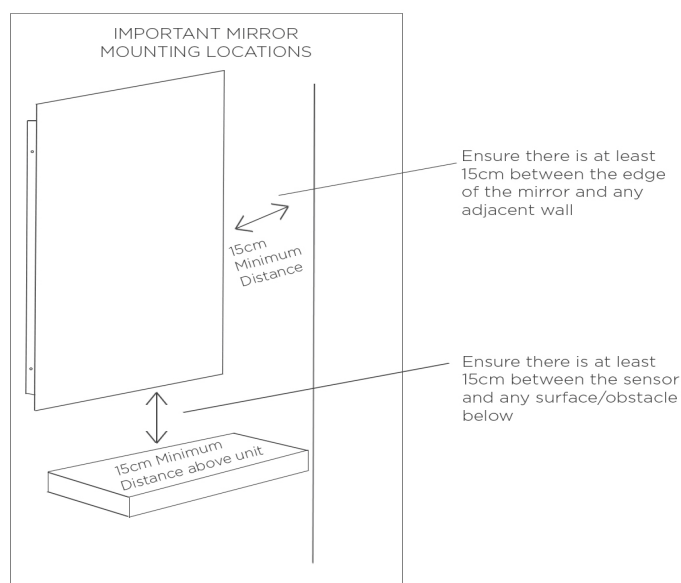 IMPORTANT MIRROR
MOUNTING LOCATIONS
Ensure there is at least
15cm between the edge
of the mirror and any
adjacent wall
15cm
Minimum
Distance
Ensure there is at least
15cm between the sensor
and any surface/obstacle
below
15cm Minimum
Distance above unit